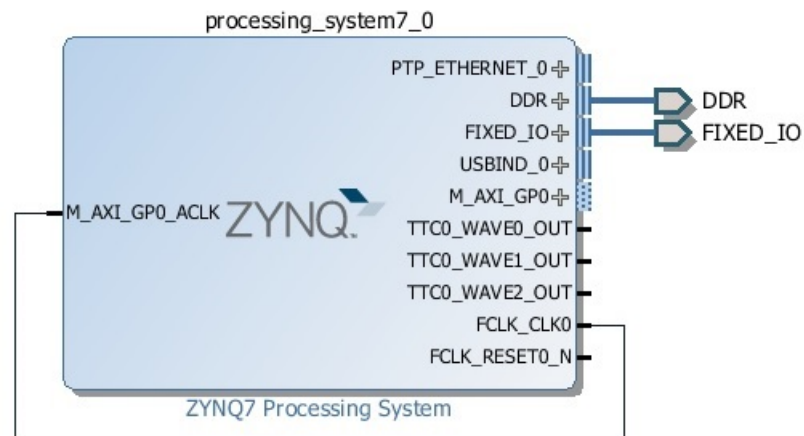 processing_system7_0
PTP_ETHERNET_0
DDR
DDR
FIXED_IO
FIXED_IO
USBIND_0
M_AXI_GP0
M_AXI_GP0_ACLK
ZYNQ
TTC0_WAVE0_OUT
TTC0_WAVE1_OUT
TTC0_WAVE2_OUT
FCLK_CLK0
FCLK_RESET0_N
ZYNQ7 Processing System